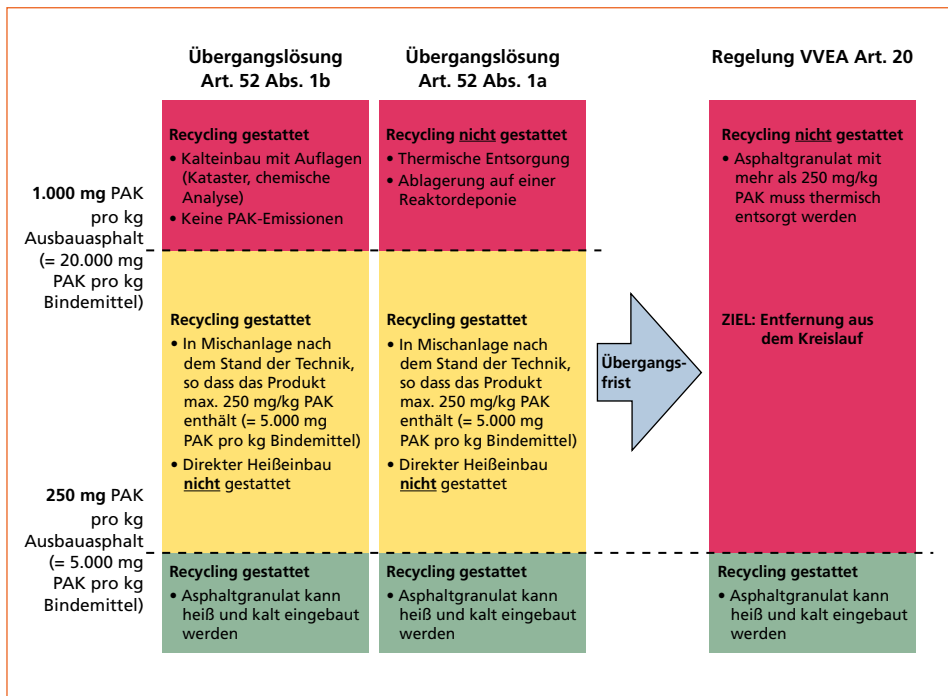 Übergangslösung
Art. 52 Abs. 1b
Übergangslösung
Art. 52 Abs. 1a
Regelung VVEA Art. 20
1.000 mg PAK
pro kg
Ausbauasphalt
(= 20.000 mg
PAK pro kg
Bindemittel)
250 mg PAK
pro kg
Ausbauasphalt
(= 5.000 mg
PAK pro kg
Bindemittel)
Recycling gestattet
• Kalteinbau mit Auflagen
(Kataster, chemische
Analyse)
• Keine PAK-Emissionen
Recycling gestattet
• In Mischanlage nach
dem Stand der Technik,
so dass das Produkt
max. 250 mg/kg PAK
enthält (= 5.000 mg
PAK pro kg Bindemittel)
• Direkter Heißeinbau
nicht gestattet
Recycling gestattet
• Asphaltgranulat kann
heiß und kalt eingebaut
werden
Recycling nicht gestattet
• Thermische Entsorgung
• Ablagerung auf einer
Reaktordeponie
Recycling gestattet
• In Mischanlage nach
dem Stand der Technik,
so dass das Produkt
max. 250 mg/kg PAK
enthält (= 5.000 mg
PAK pro kg Bindemittel)
• Direkter Heißeinbau
nicht gestattet
Recycling gestattet
• Asphaltgranulat kann
heiß und kalt eingebaut
werden
Übergangs-
frist
Recycling nicht gestattet
• Asphaltgranulat mit
mehr als 250 mg/kg
PAK muss thermisch
entsorgt werden
ZIEL: Entfernung aus
dem Kreislauf
Recycling gestattet
• Asphaltgranulat kann
heiß und kalt eingebaut
werden